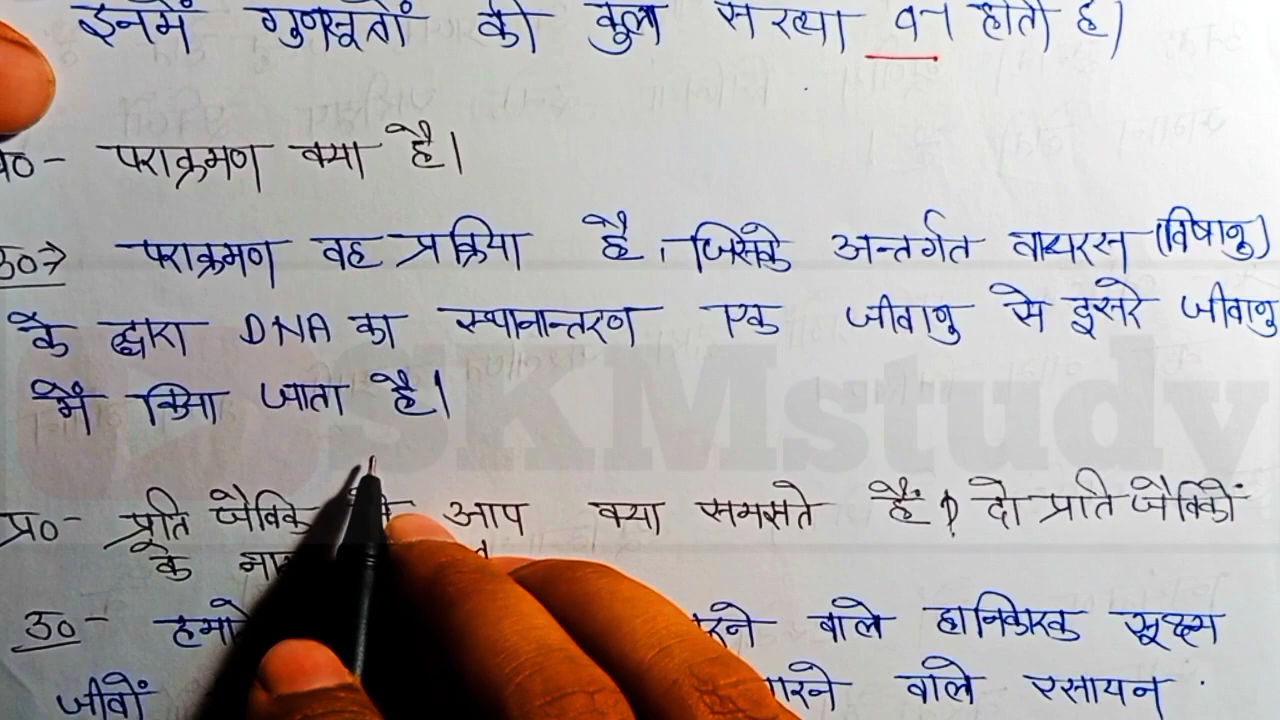 इनमें गुणसूत्रों की कुल संख्या होती है।
प्र०- पराक्रमण क्या है।
उ०→ पराक्रमण वह प्रक्रिया है, जिसके अन्तर्गत वायरस (विषाणु)
के द्वारा DNA का स्थानान्तरण एक जीवाणु से दूसरे जीवाणु
में किया जाता है।
SKMstudy
प्र०- प्रति जैविक आप क्या समझते हैं? दो प्रति जैविकों
के
उ०- वाले हानिकारक सूक्ष्म
जीवों वाले रसायन